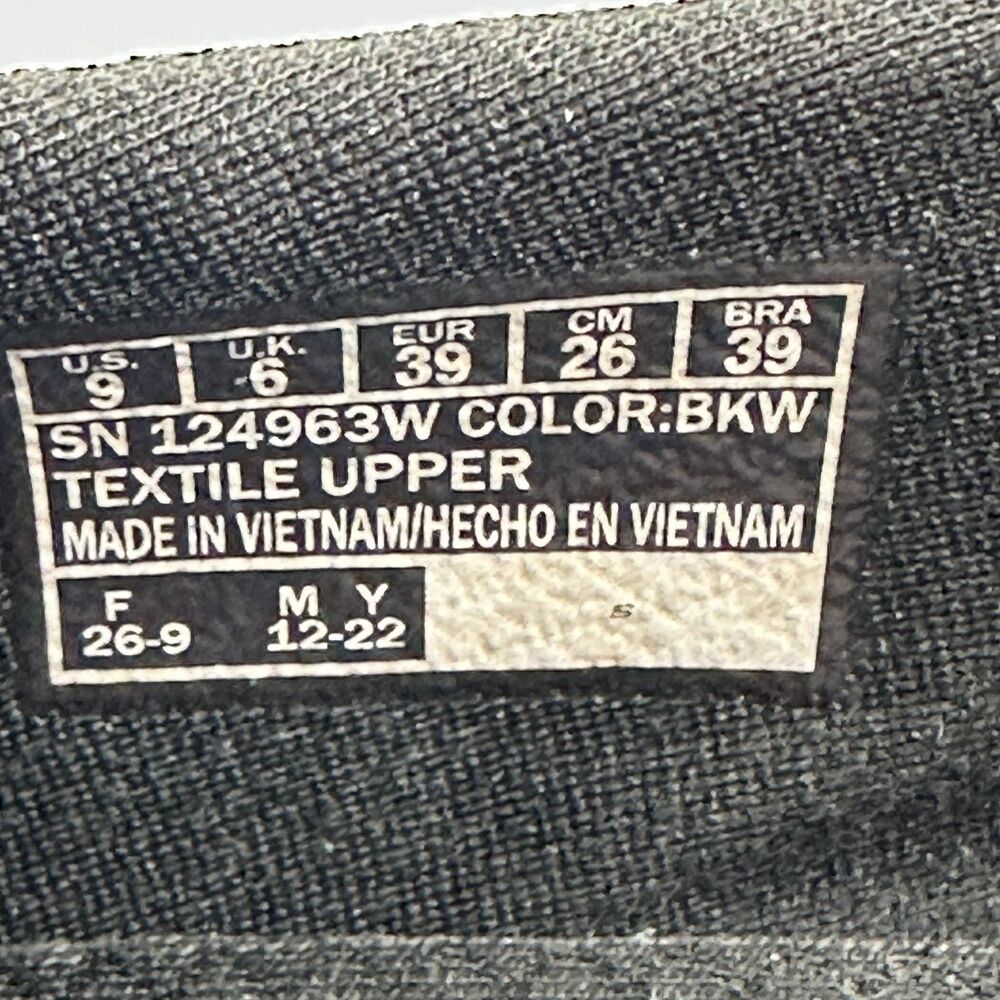 U.S. U.K. EUR CM BRA
9 6 39 26 39
SN 124963W COLOR:BKW
TEXTILE UPPER
MADE IN VIETNAM/HECHO EN VIETNAM
F M Y
26-9 12-22